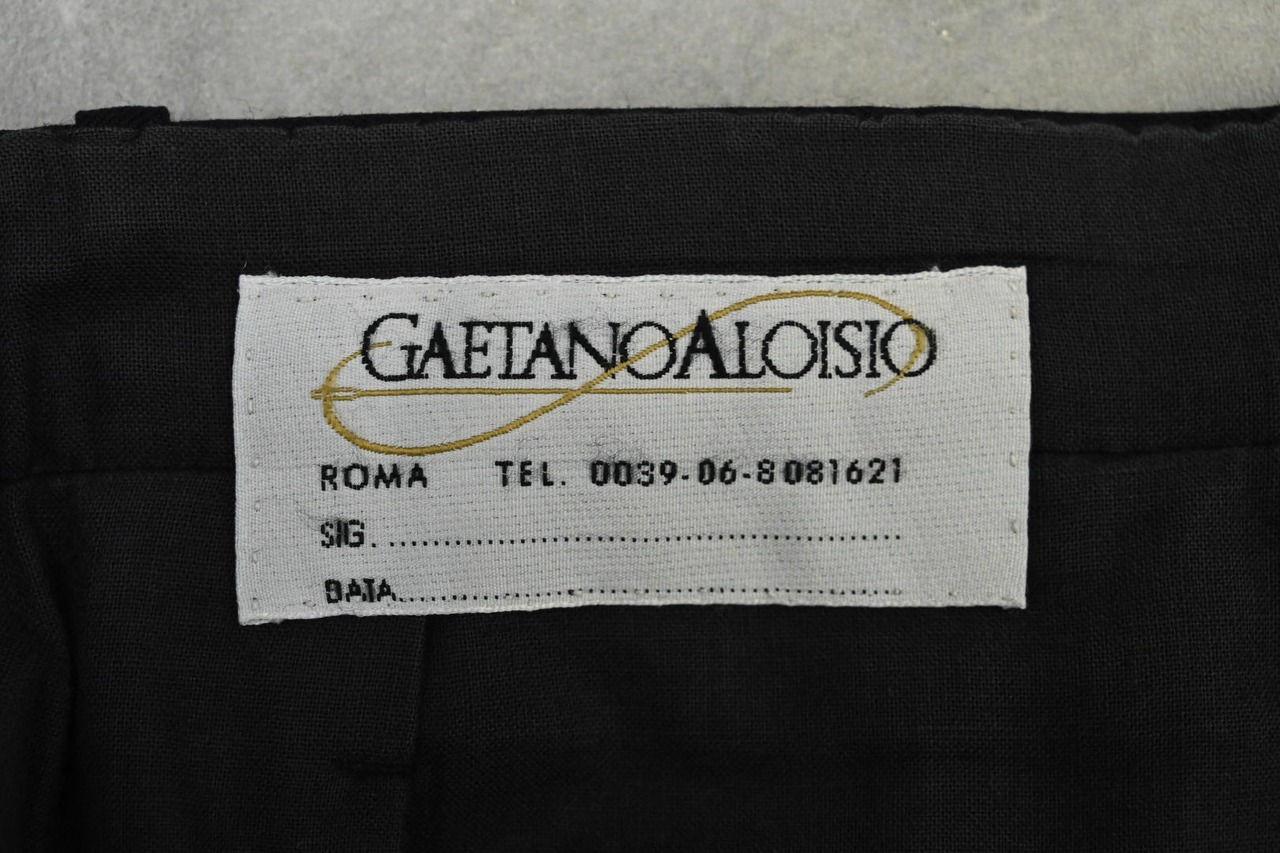 GAETANOALOISIO
ROMA TEL. 0039-06-8081621
SIG. ............................................
DATA............................................